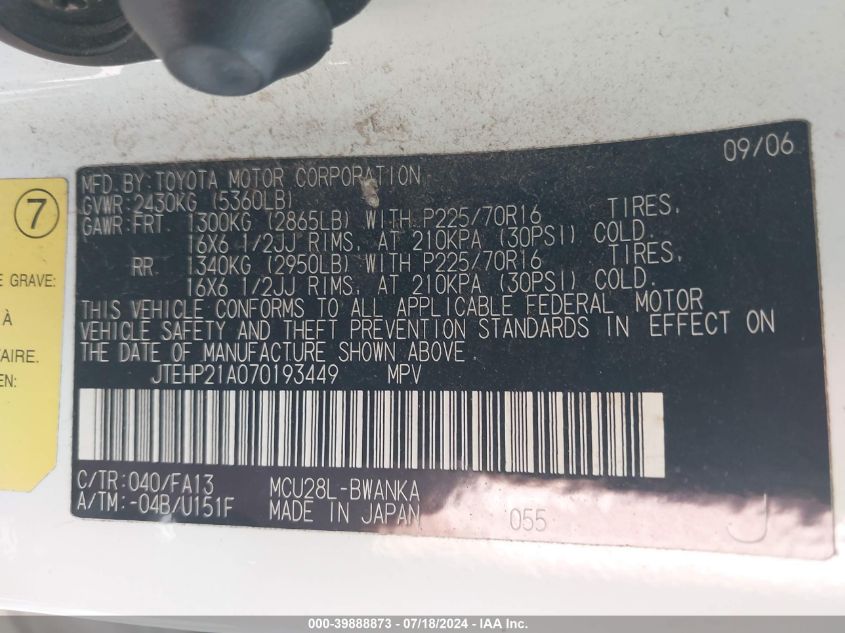 09/06
MFD.BY:TOYOTA MOTOR CORPORATION
GVWR:2430KG (5360LB)
GAWR:FRT. 1300KG (2865LB) WITH P225/70R16 TIRES,
16X6 1/2JJ RIMS, AT 210KPA (30PSI) COLD.
RR. 1340KG (2950LB) WITH P225/70R16 TIRES,
16X6 1/2JJ RIMS, AT 210KPA (30PSI) COLD.
THIS VEHICLE CONFORMS TO ALL APPLICABLE FEDERAL MOTOR
VEHICLE SAFETY AND THEFT PREVENTION STANDARDS IN EFFECT ON
THE DATE OF MANUFACTURE SHOWN ABOVE.
JTEHP21A070193449 MPV
C/TR:040/FA13 MCU28L-BWANKA
A/TM:-04B/U151F MADE IN JAPAN 055 J
7
E GRAVE:
À
AIRE.
EN:
000-39888873 / 07/18/2024 - IAA Inc.